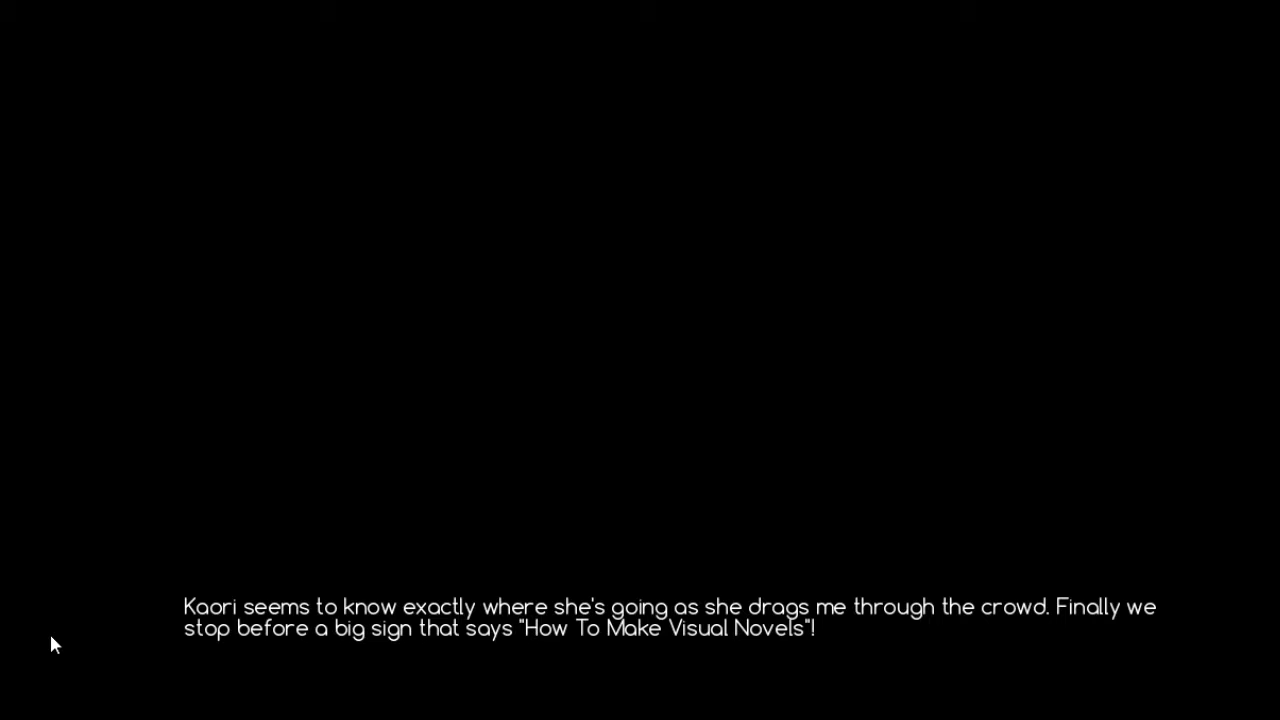 Kaori seems to know exactly where she's going as she drags me through the crowd. Finally we
stop before a big sign that says "How To Make Visual Novels"!